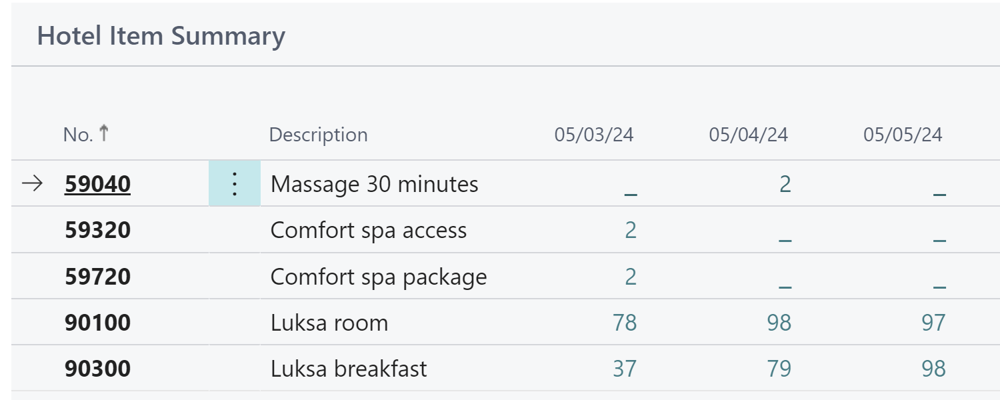 Hotel Item Summary
No. ↑ Description 05/03/24 05/04/24 05/05/24
→ 59040 ⋮ Massage 30 minutes _ 2 _
59320 Comfort spa access 2 _ _
59720 Comfort spa package 2 _ _
90100 Luksa room 78 98 97
90300 Luksa breakfast 37 79 98